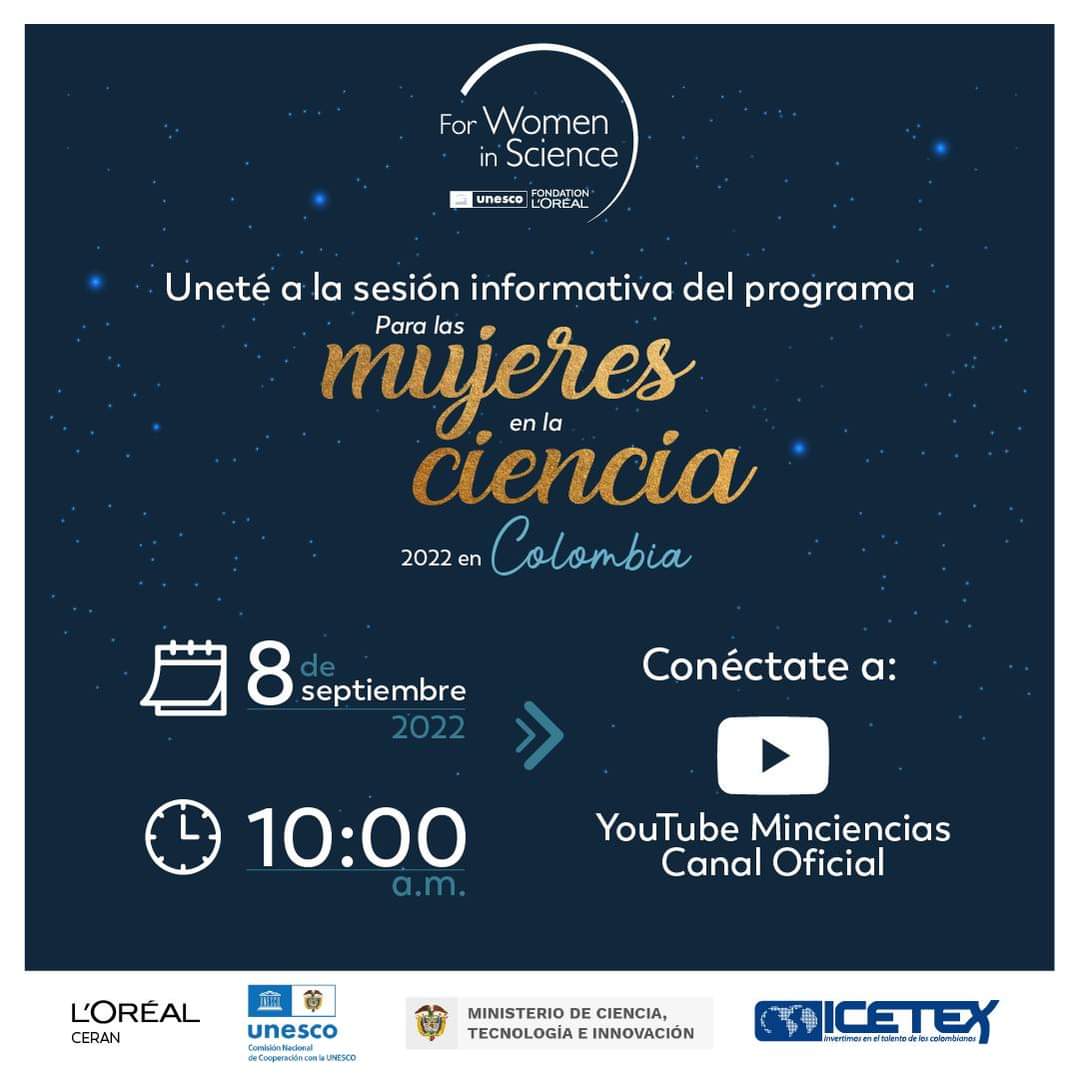 For Women
in Science
unesco
FONDATION
L'ORÉAL
Uneté a la sesión informativa del programa
Para las
mujeres
en la
ciencia
2022 en Colombia
8 de
septiembre
2022
10:00
a.m.
Conéctate a:
YouTube Minciencias
Canal Oficial
L'ORÉAL
CERAN
unesco
Comisión Nacional
de Cooperación con la UNESCO
MINISTERIO DE CIENCIA,
TECNOLOGÍA E INNOVACIÓN
ICETEX
Invertimos en el talento de los colombianos